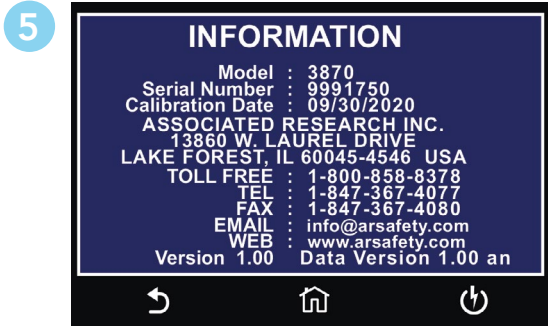 5
INFORMATION
Model : 3870
Serial Number : 9991750
Calibration Date : 09/30/2020
ASSOCIATED RESEARCH INC.
13860 W. LAUREL DRIVE
LAKE FOREST, IL 60045-4546 USA
TOLL FREE : 1-800-858-8378
TEL : 1-847-367-4077
FAX : 1-847-367-4080
EMAIL : info@arsafety.com
WEB : www.arsafety.com
Version 1.00 Data Version 1.00 an